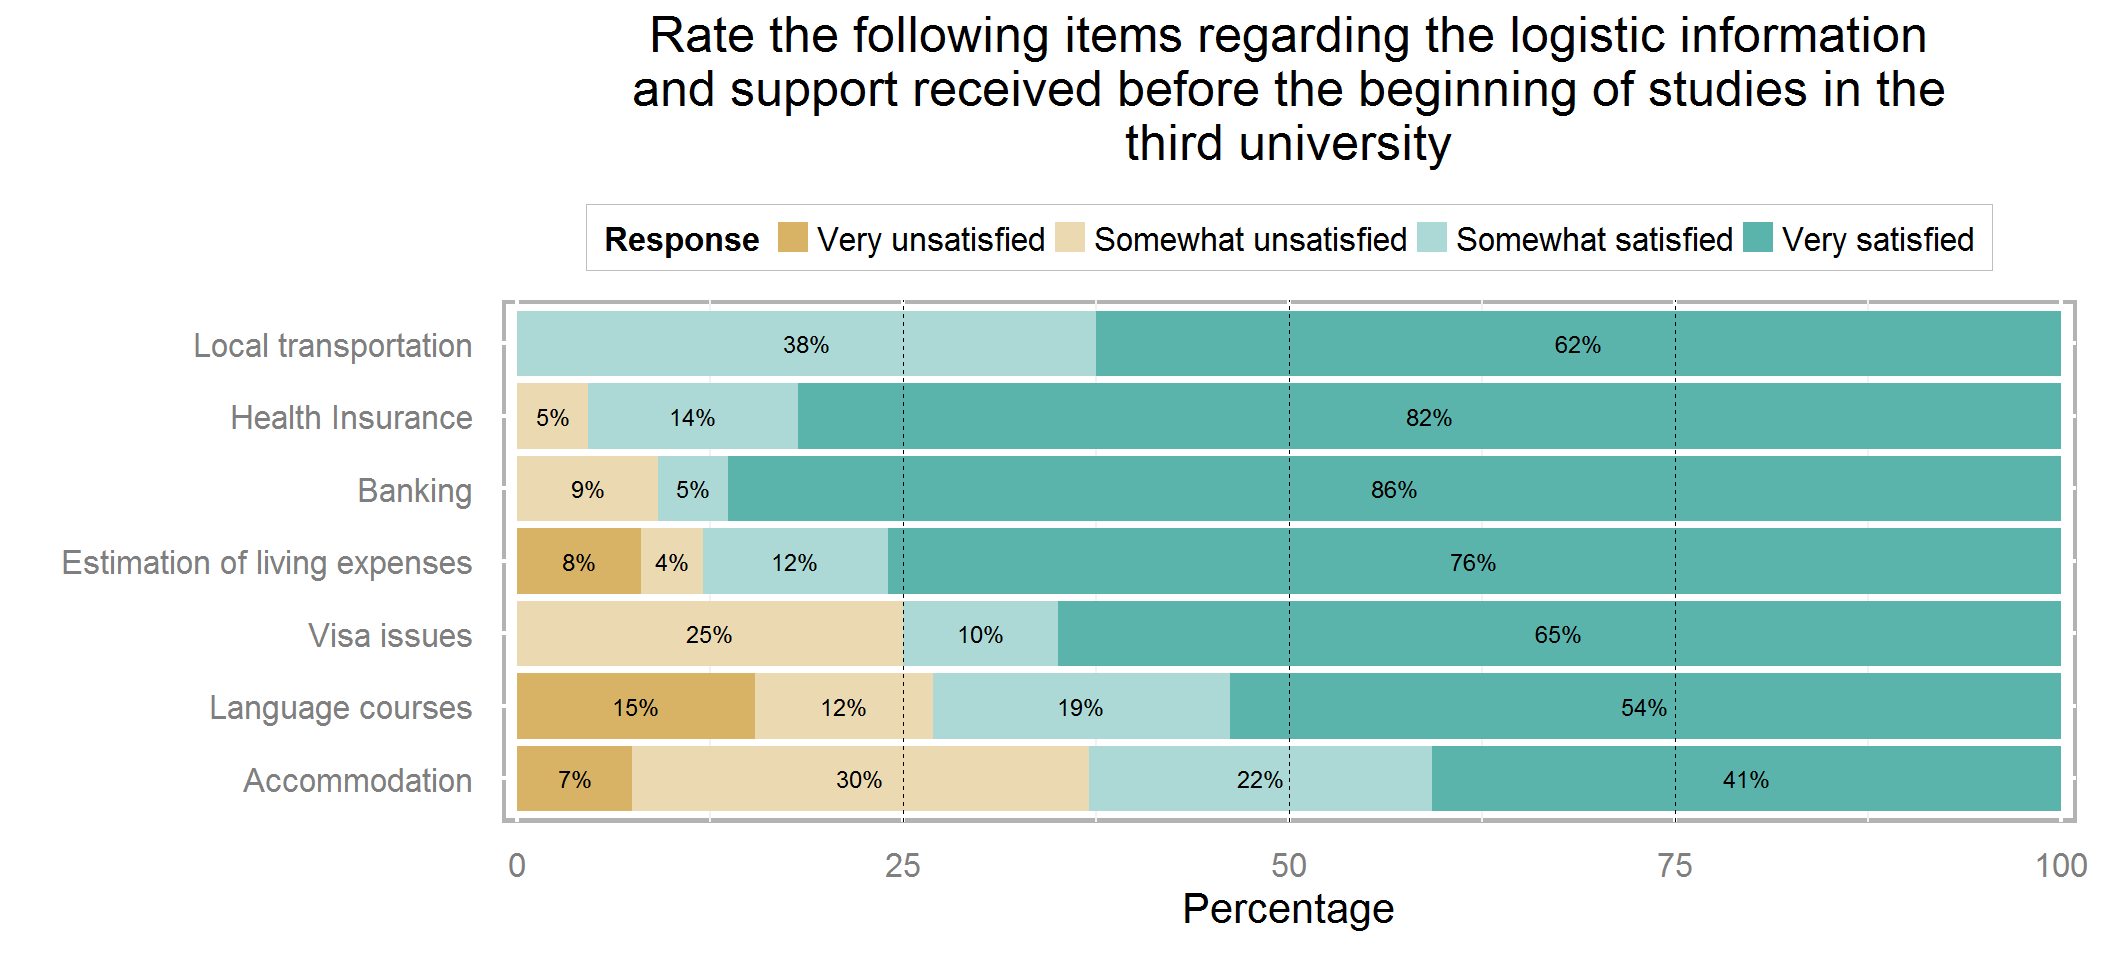 Rate the following items regarding the logistic information
and support received before the beginning of studies in the
third university
Response Very unsatisfied Somewhat unsatisfied Somewhat satisfied Very satisfied
Local transportation 38% 62%
Health Insurance 5% 14% 82%
Banking 9% 5% 86%
Estimation of living expenses 8% 4% 12% 76%
Visa issues 25% 10% 65%
Language courses 15% 12% 19% 54%
Accommodation 7% 30% 22% 41%
0 25 50 75 100
Percentage